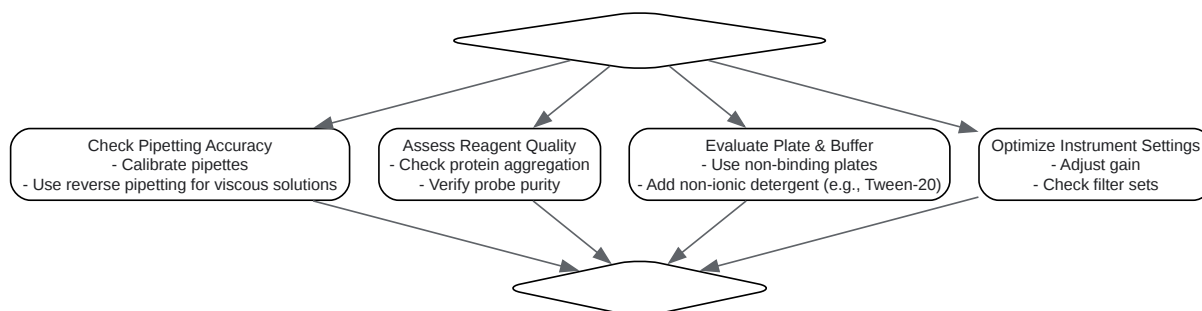 Check Pipetting Accuracy
- Calibrate pipettes
- Use reverse pipetting for viscous solutions
Assess Reagent Quality
- Check protein aggregation
- Verify probe purity
Evaluate Plate & Buffer
- Use non-binding plates
- Add non-ionic detergent (e.g., Tween-20)
Optimize Instrument Settings
- Adjust gain
- Check filter sets